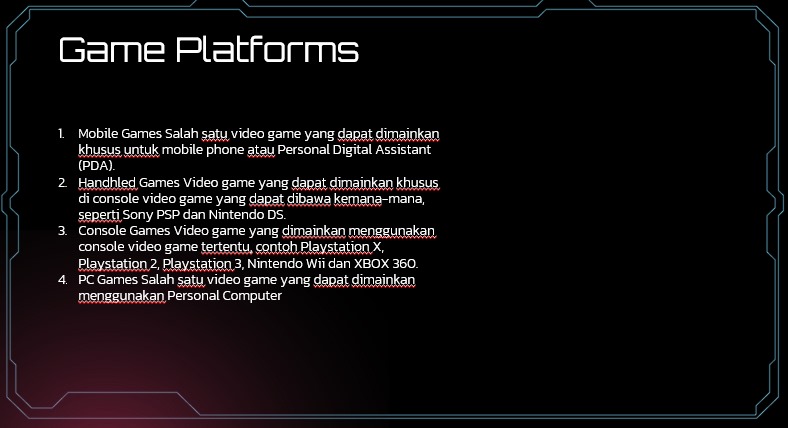 Game Platforms
1. Mobile Games Salah satu video game yang dapat dimainkan
khusus untuk mobile phone atau Personal Digital Assistant
(PDA).
2. Handhled Games Video game yang dapat dimainkan khusus
di console video game yang dapat dibawa kemana-mana,
seperti Sony PSP dan Nintendo DS.
3. Console Games Video game yang dimainkan menggunakan
console video game tertentu, contoh Playstation X,
Playstation 2, Playstation 3, Nintendo Wii dan XBOX 360.
4. PC Games Salah satu video game yang dapat dimainkan
menggunakan Personal Computer